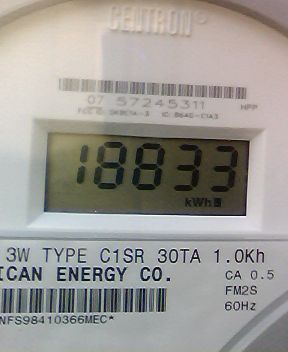 CENTRON®
07 57245311 HPP
18833
kWh
3W TYPE C1SR 30TA 1.0Kh
ICAN ENERGY CO.
CA 0.5
FM2S
60Hz
NFS98410366MEC*